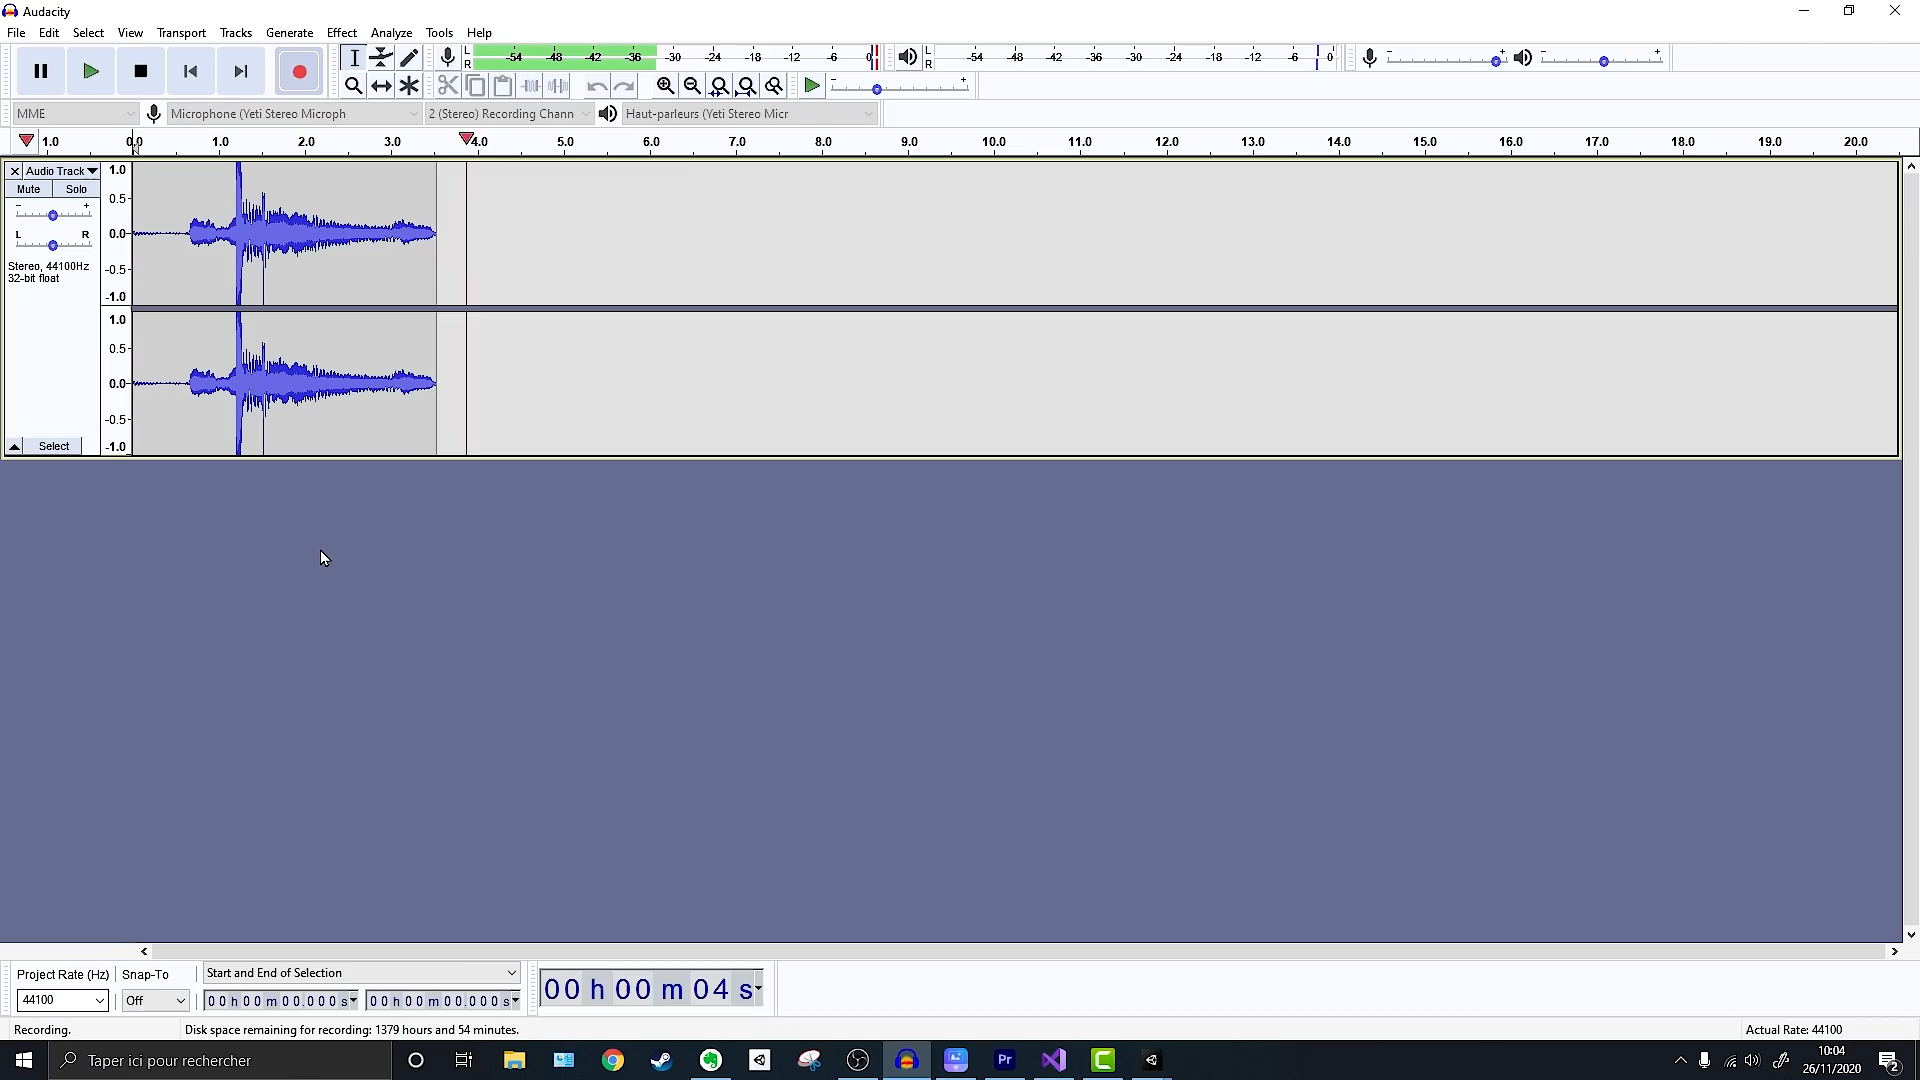 Audacity
File Edit Select View Transport Tracks Generate Effect Analyze Tools Help
L R -54 -48 -42 -36 -30 -24 -18 -12 -6 0 L R -54 -48 -42 -36 -30 -24 -18 -12 -6 0 - + - +
- +
MME Microphone (Yeti Stereo Microph 2 (Stereo) Recording Chann Haut-parleurs (Yeti Stereo Micr
1.0 0.0 1.0 2.0 3.0 4.0 5.0 6.0 7.0 8.0 9.0 10.0 11.0 12.0 13.0 14.0 15.0 16.0 17.0 18.0 19.0 20.0
Audio Track 1.0
Mute Solo
- + 0.5
L R 0.0
Stereo, 44100Hz -0.5
32-bit float
-1.0
1.0
0.5
0.0
-0.5
Select -1.0
Project Rate (Hz) Snap-To Start and End of Selection
44100 Off 00h00m00.000s 00h00m00.000s 00 h 00 m 04 s
Recording. Disk space remaining for recording: 1379 hours and 54 minutes. Actual Rate: 44100
Taper ici pour rechercher Pr 10:04
26/11/2020 2